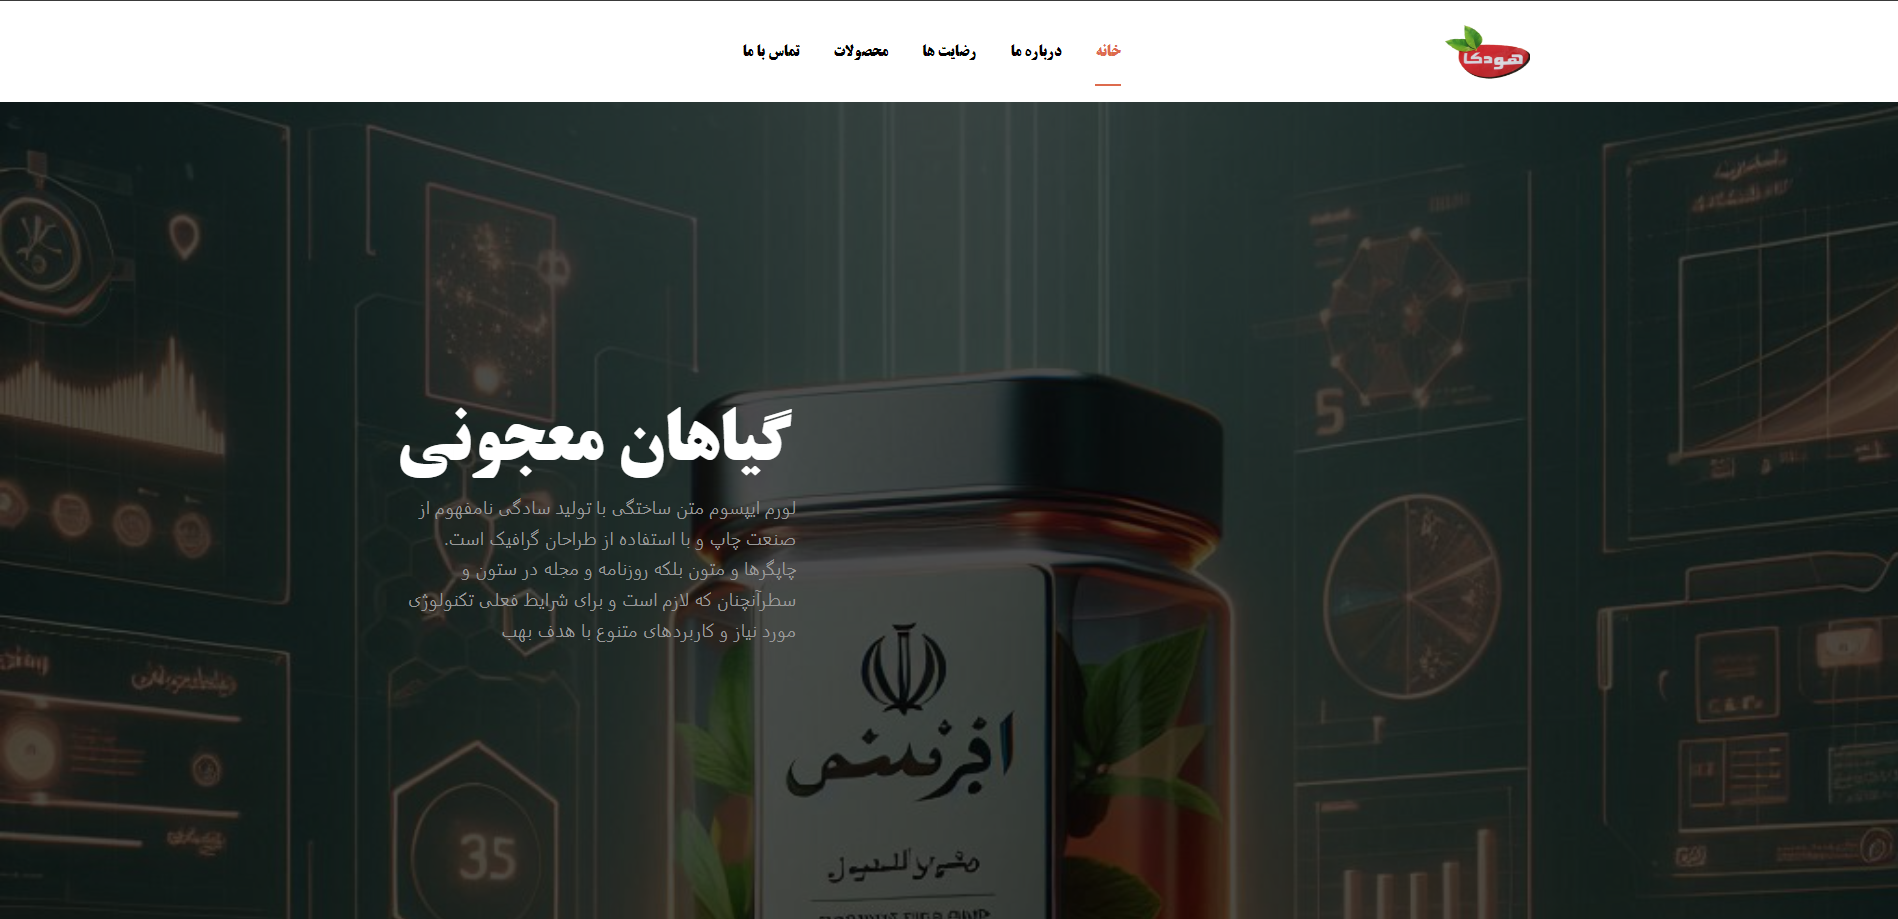 هودکا
خانه
درباره ما
رضایت ها
محصولات
تماس با ما
گیاهان معجونی
لورم ایپسوم متن ساختگی با تولید سادگی نامفهوم از
صنعت چاپ و با استفاده از طراحان گرافیک است.
چاپگرها و متون بلکه روزنامه و مجله در ستون و
سطرآنچنان که لازم است و برای شرایط فعلی تکنولوژی
مورد نیاز و کاربردهای متنوع با هدف بهب
5
35